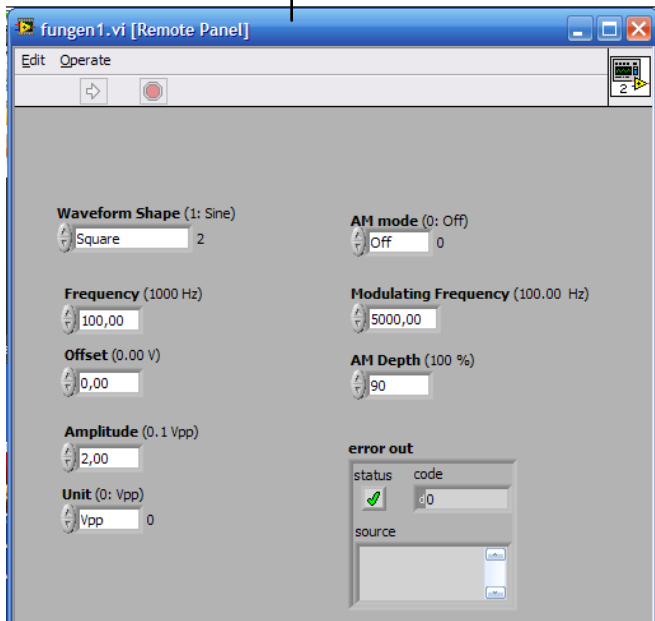 fungen1.vi [Remote Panel]
Edit Operate
2
Waveform Shape (1: Sine)
Square 2
Frequency (1000 Hz)
100,00
Offset (0.00 V)
0,00
Amplitude (0.1 Vpp)
2,00
Unit (0: Vpp)
Vpp 0
AM mode (0: Off)
Off 0
Modulating Frequency (100.00 Hz)
5000,00
AM Depth (100 %)
90
error out
status code
d0
source